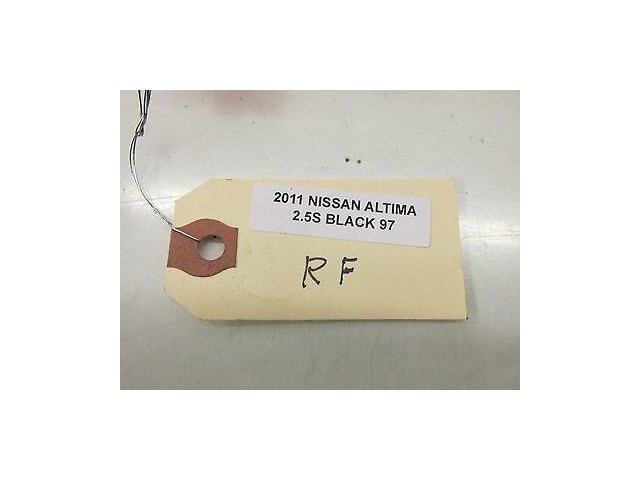 2011 NISSAN ALTIMA
2.5S BLACK 97
RF